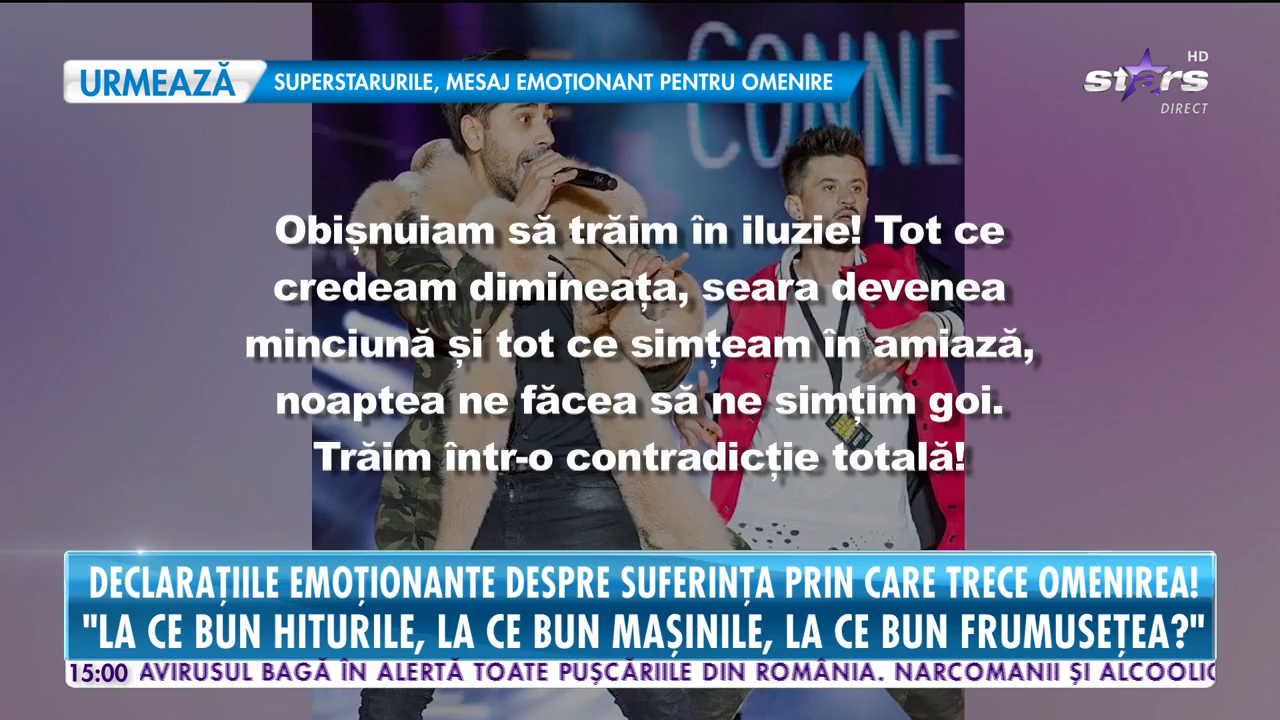 CONNE
URMEAZĂ
SUPERSTARURILE, MESAJ EMOȚIONANT PENTRU OMENIRE
HD
stars
DIRECT
Obișnuiam să trăim în iluzie! Tot ce
credeam dimineața, seara devenea
minciună și tot ce simțeam în amiază,
noaptea ne făcea să ne simțim goi.
Trăim într-o contradicție totală!
DECLARAȚIILE EMOȚIONANTE DESPRE SUFERINȚA PRIN CARE TRECE OMENIREA!
"LA CE BUN HITURILE, LA CE BUN MAȘINILE, LA CE BUN FRUMUSEȚEA?"
15:00 AVIRUSUL BAGĂ ÎN ALERTĂ TOATE PUȘCĂRIILE DIN ROMÂNIA. NARCOMANII ȘI ALCOOLIC